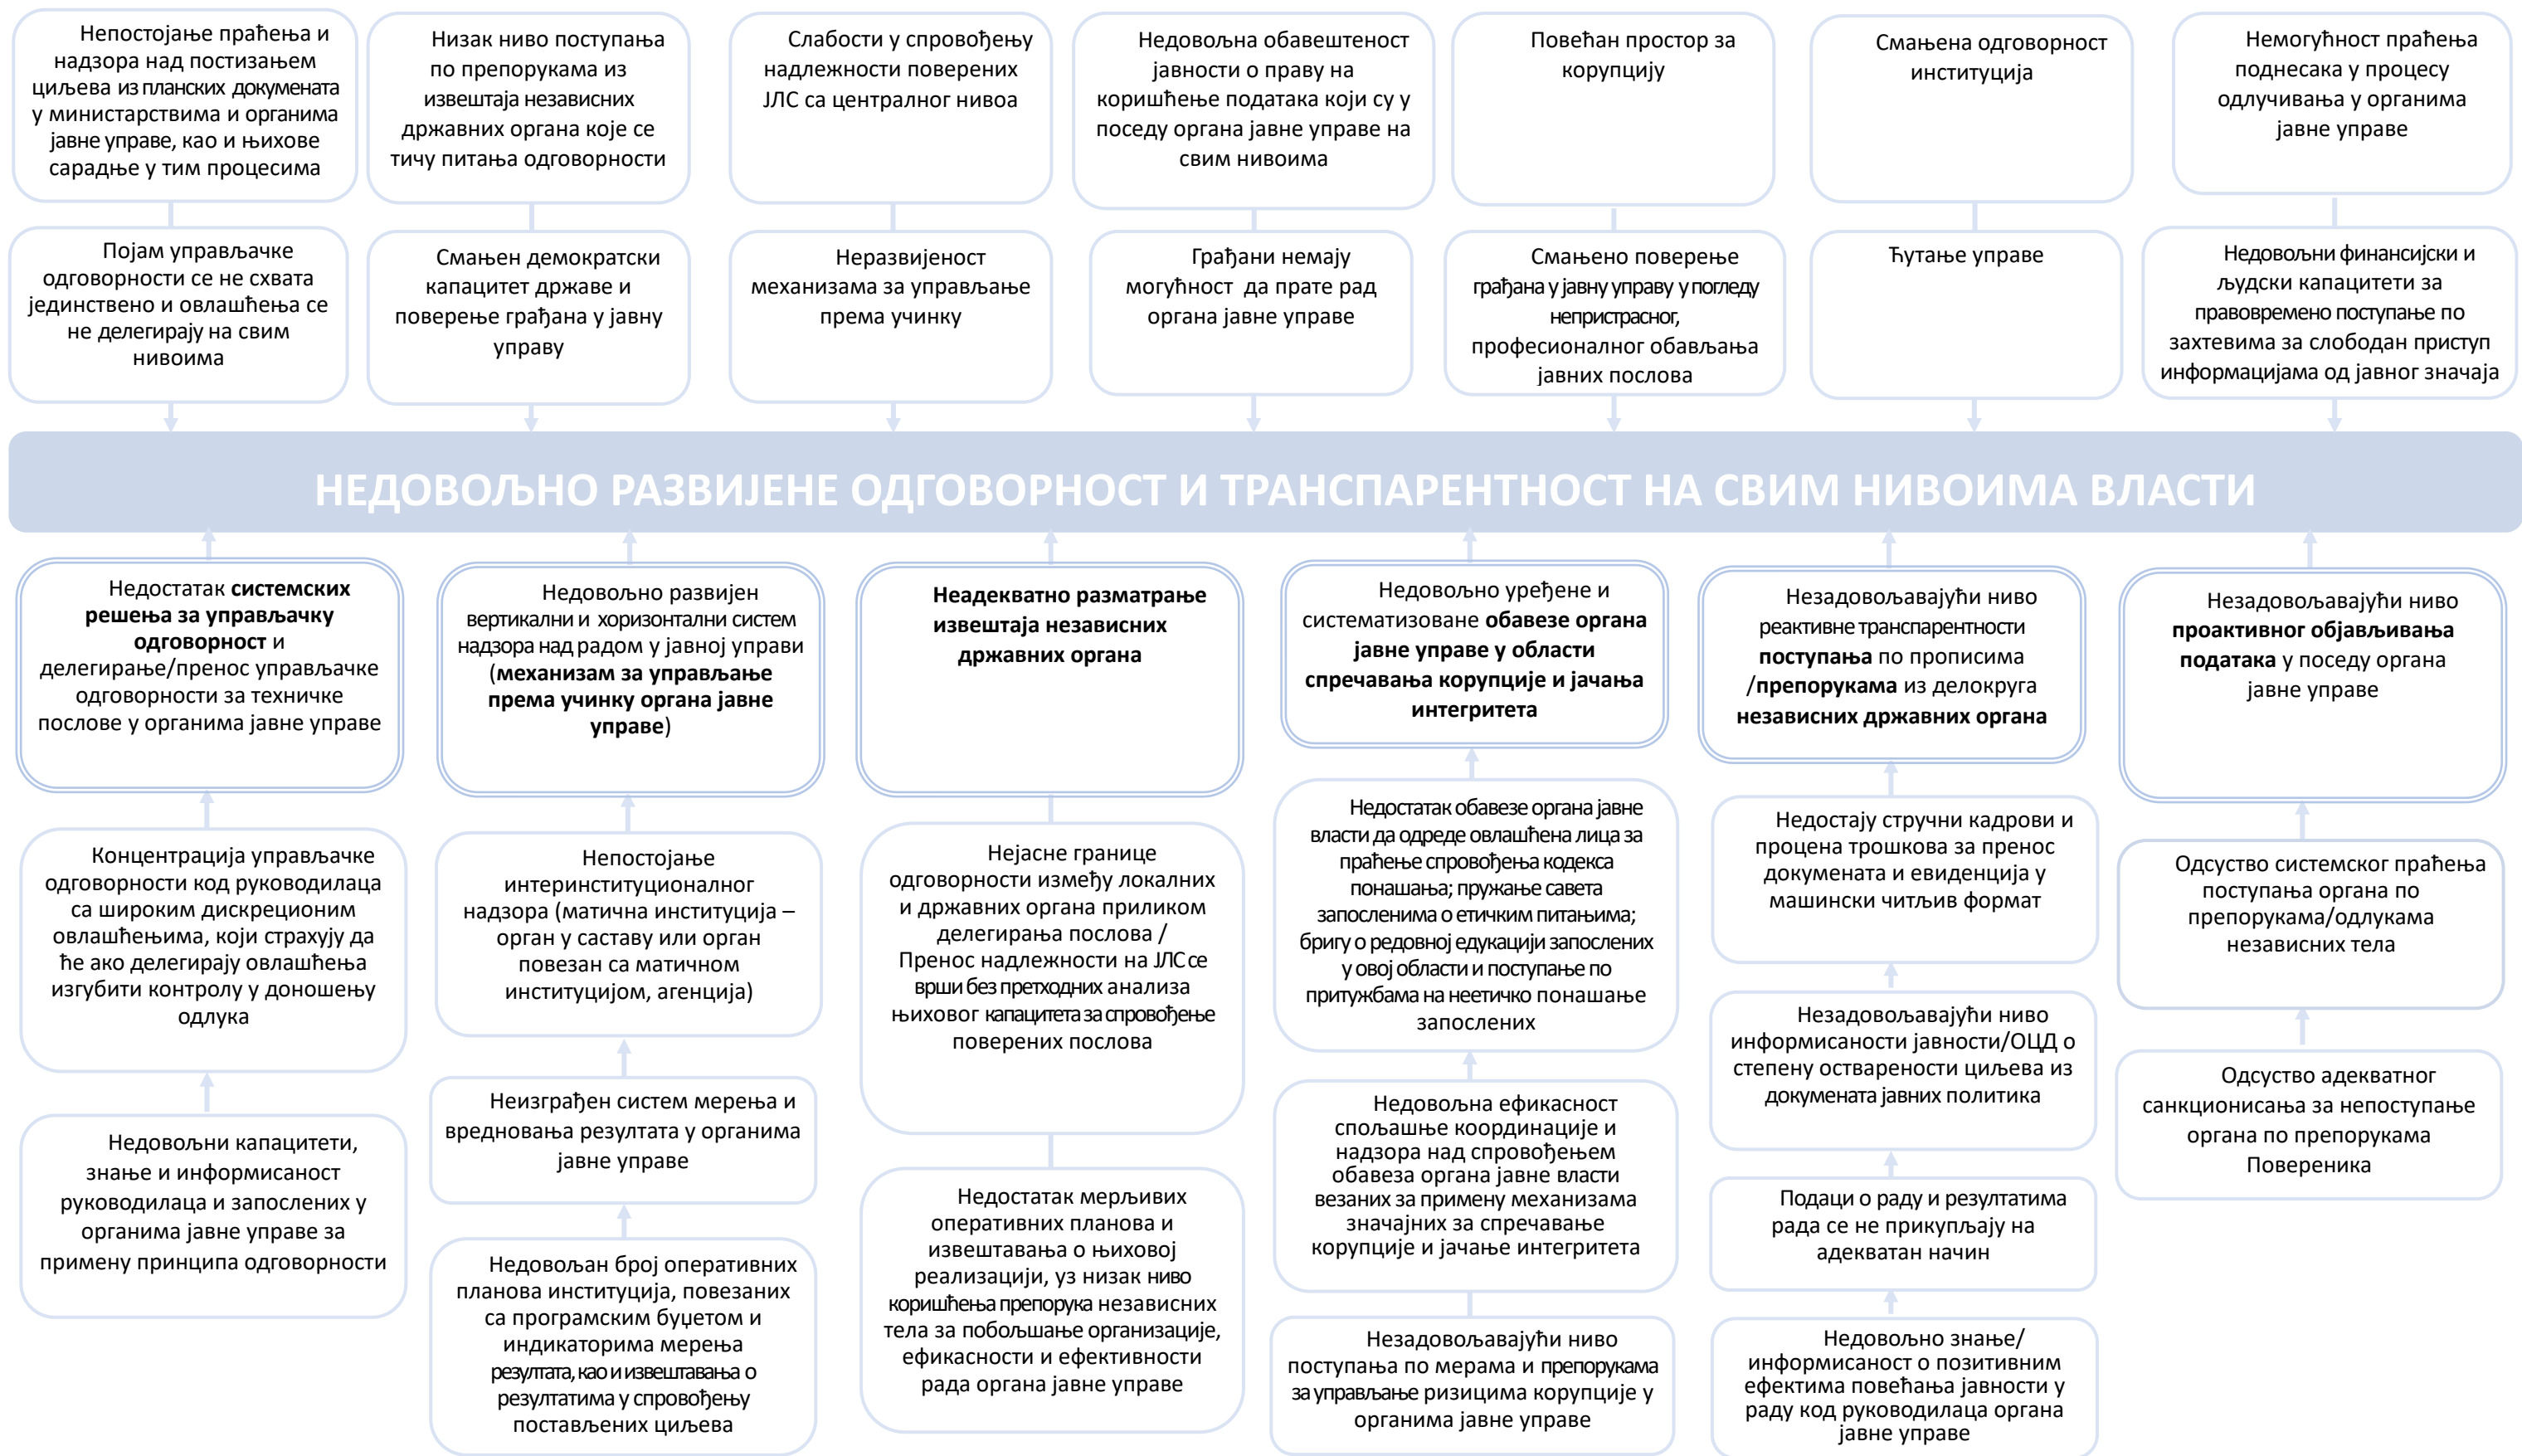 Непостојање праћења и
надзора над постизањем
циљева из планских докумената
у министарствима и органима
јавне управе, као и њихове
сарадње у тим процесима
Низак ниво поступања
по препорукама из
извештаја независних
државних органа које се
тичу питања одговорности
Слабости у спровођењу
надлежности поверених
ЈЛС са централног нивоа
Недовољна обавештеност
јавности о праву на
коришћење података који су у
поседу органа јавне управе на
свим нивоима
Повећан простор за
корупцију
Смањена одговорност
институција
Немогућност праћења
поднесака у процесу
одлучивања у органима
јавне управе
Појам управљачке
одговорности се не схвата
јединствено и овлашћења се
не делегирају на свим
нивоима
Смањен демократски
капацитет државе и
поверење грађана у јавну
управу
Неразвијеност
механизама за управљање
према учинку
Грађани немају
могућност да прате рад
органа јавне управе
Смањено поверење
грађана у јавну управу у погледу
непристрасног,
професионалног обављања
јавних послова
Ћутање управе
Недовољни финансијски и
људски капацитети за
правовремено поступање по
захтевима за слободан приступ
информацијама од јавног значаја
НЕДОВОЉНО РАЗВИЈЕНЕ ОДГОВОРНОСТ И ТРАНСПАРЕНТНОСТ НА СВИМ НИВОИМА ВЛАСТИ
Недостатак системских
решења за управљачку
одговорност и
делегирање/пренос управљачке
одговорности за техничке
послове у органима јавне управе
Недовољно развијен
вертикални и хоризонтални систем
надзора над радом у јавној управи
(механизам за управљање
према учинку органа јавне
управе)
Неадекватно разматрање
извештаја независних
државних органа
Недовољно уређене и
систематизоване обавезе органа
јавне управе у области
спречавања корупције и јачања
интегритета
Незадовољавајући ниво
реактивне транспарентности
поступања по прописима
/препорукама из делокруга
независних државних органа
Незадовољавајући ниво
проактивног објављивања
података у поседу органа
јавне управе
Концентрација управљачке
одговорности код руководилаца
са широким дискреционим
овлашћењима, који страхују да
ће ако делегирају овлашћења
изгубити контролу у доношењу
одлука
Непостојање
интеринституционалног
надзора (матична институција –
орган у саставу или орган
повезан са матичном
институцијом, агенција)
Нејасне границе
одговорности између локалних
и државних органа приликом
делегирања послова /
Пренос надлежности на ЈЛС се
врши без претходних анализа
њиховог капацитета за спровођење
поверених послова
Недостатак обавезе органа јавне
власти да одреде овлашћена лица за
праћење спровођења кодекса
понашања; пружање савета
запосленима о етичким питањима;
бригу о редовној едукацији запослених
у овој области и поступање по
притужбама на неетичко понашање
запослених
Недостају стручни кадрови и
процена трошкова за пренос
докумената и евиденција у
машински читљив формат
Одсуство системског праћења
поступања органа по
препорукама/одлукама
независних тела
Недовољни капацитети,
знање и информисаност
руководилаца и запослених у
органима јавне управе за
примену принципа одговорности
Неизграђен систем мерења и
вредновања резултата у органима
јавне управе
Недостатак мерљивих
оперативних планова и
извештавања о њиховој
реализацији, уз низак ниво
коришћења препорука независних
тела за побољшање организације,
ефикасности и ефективности
рада органа јавне управе
Недовољна ефикасност
спољашње координације и
надзора над спровођењем
обавеза органа јавне власти
везаних за примену механизама
значајних за спречавање
корупције и јачање интегритета
Незадовољавајући ниво
информисаности јавности/ОЦД о
степену остварености циљева из
докумената јавних политика
Одсуство адекватног
санкционисања за непоступање
органа по препорукама
Повереника
Недовољан број оперативних
планова институција, повезаних
са програмским буџетом и
индикаторима мерења
резултата, као и извештавања о
резултатима у спровођењу
постављених циљева
Незадовољавајући ниво
поступања по мерама и препорукама
за управљање ризицима корупције у
органима јавне управе
Подаци о раду и резултатима
рада се не прикупљају на
адекватан начин
Недовољно знање/
информисаност о позитивним
ефектима повећања јавности у
раду код руководилаца органа
јавне управе